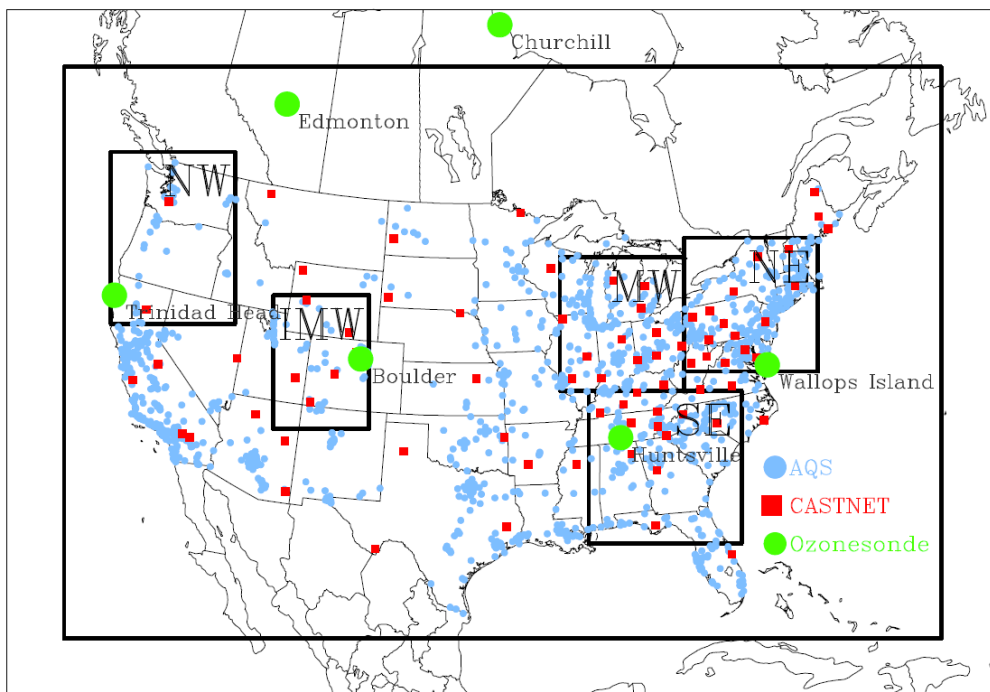 Churchill
Edmonton
NW
NE
MW
Trinidad Head
IMW
Boulder
Wallops Island
SE
Huntsville
AQS
CASTNET
Ozonesonde